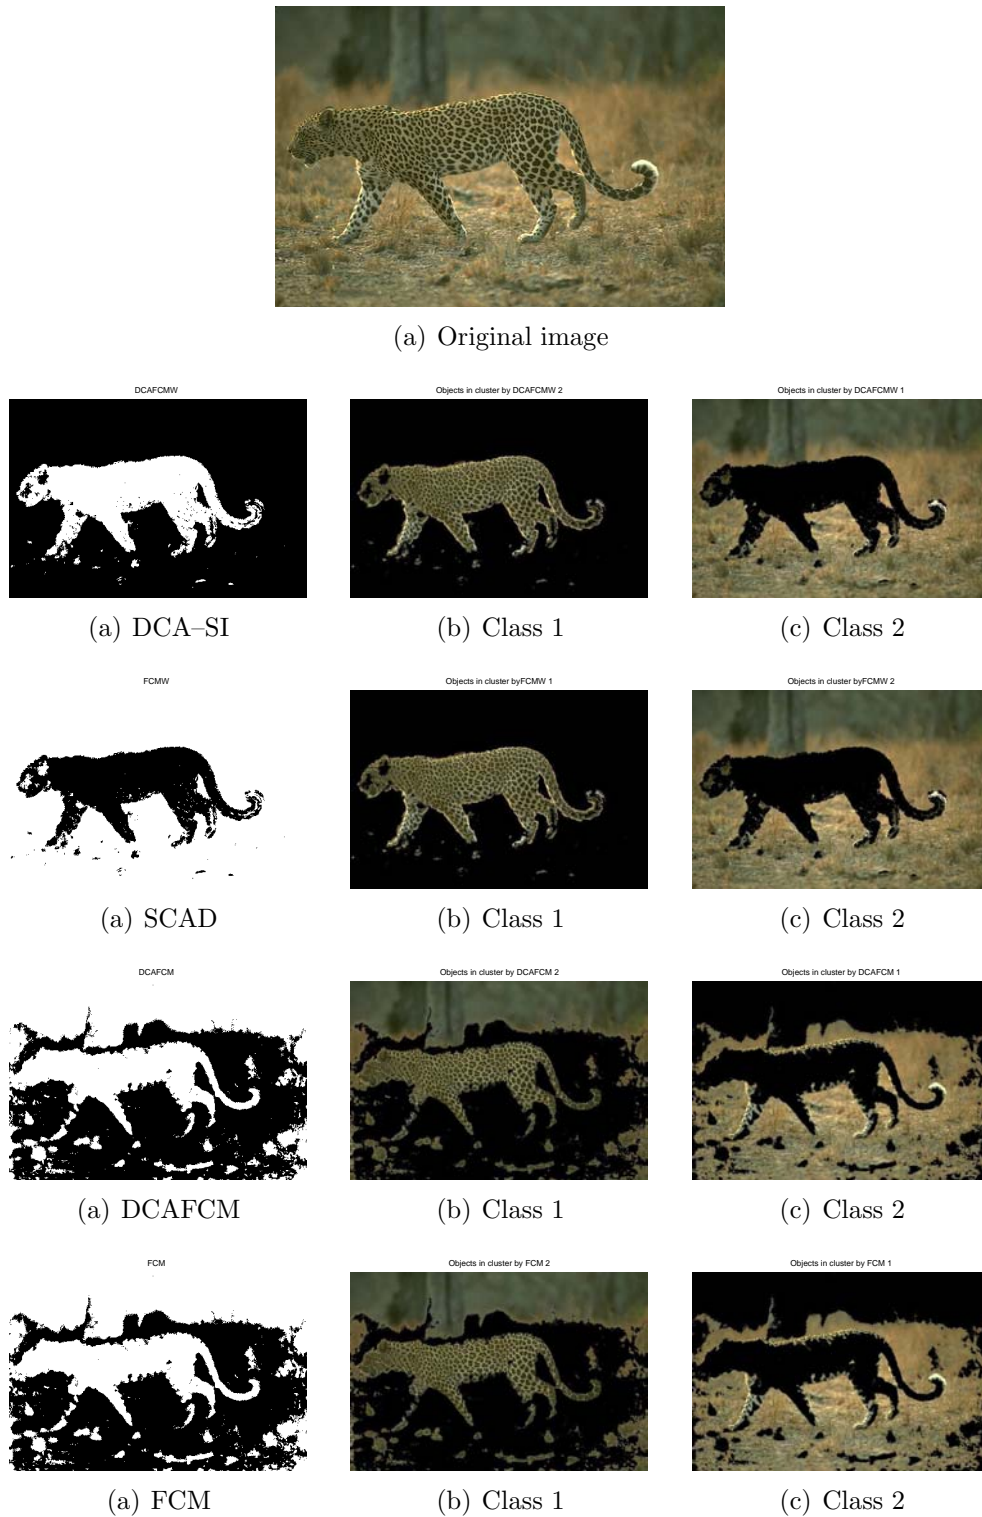 (a) Original image
DCAFCMW
Objects in cluster by DCAFCMW 2
Objects in cluster by DCAFCMW 1
(a) DCA–SI
(b) Class 1
(c) Class 2
FCMW
Objects in cluster byFCMW 1
Objects in cluster byFCMW 2
(a) SCAD
(b) Class 1
(c) Class 2
DCAFCM
Objects in cluster by DCAFCM 2
Objects in cluster by DCAFCM 1
(a) DCAFCM
(b) Class 1
(c) Class 2
FCM
Objects in cluster by FCM 2
Objects in cluster by FCM 1
(a) FCM
(b) Class 1
(c) Class 2